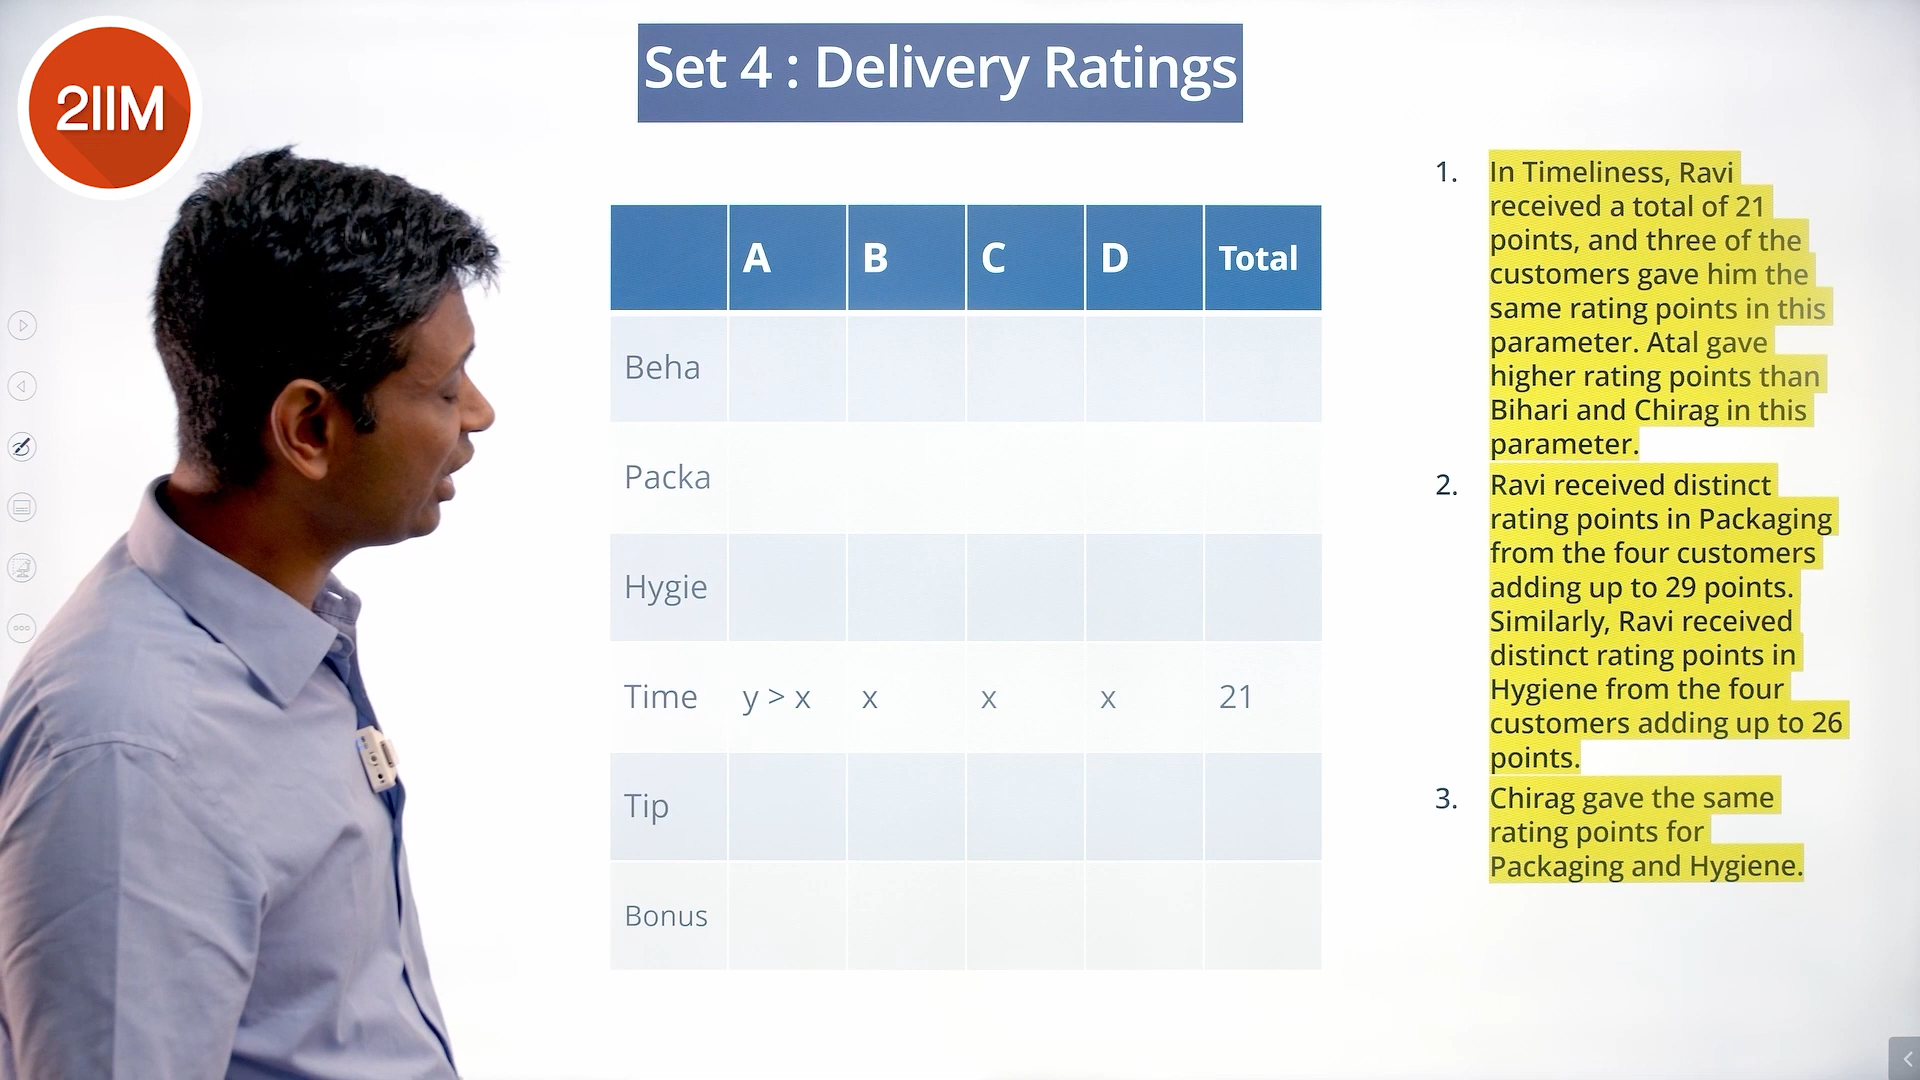 2IIM
Set 4 : Delivery Ratings
A B C D Total
Beha
Packa
Hygie
Time y > x x x x 21
Tip
Bonus
1. In Timeliness, Ravi
received a total of 21
points, and three of the
customers gave him the
same rating points in this
parameter. Atal gave
higher rating points than
Bihari and Chirag in this
parameter.
2. Ravi received distinct
rating points in Packaging
from the four customers
adding up to 29 points.
Similarly, Ravi received
distinct rating points in
Hygiene from the four
customers adding up to 26
points.
3. Chirag gave the same
rating points for
Packaging and Hygiene.